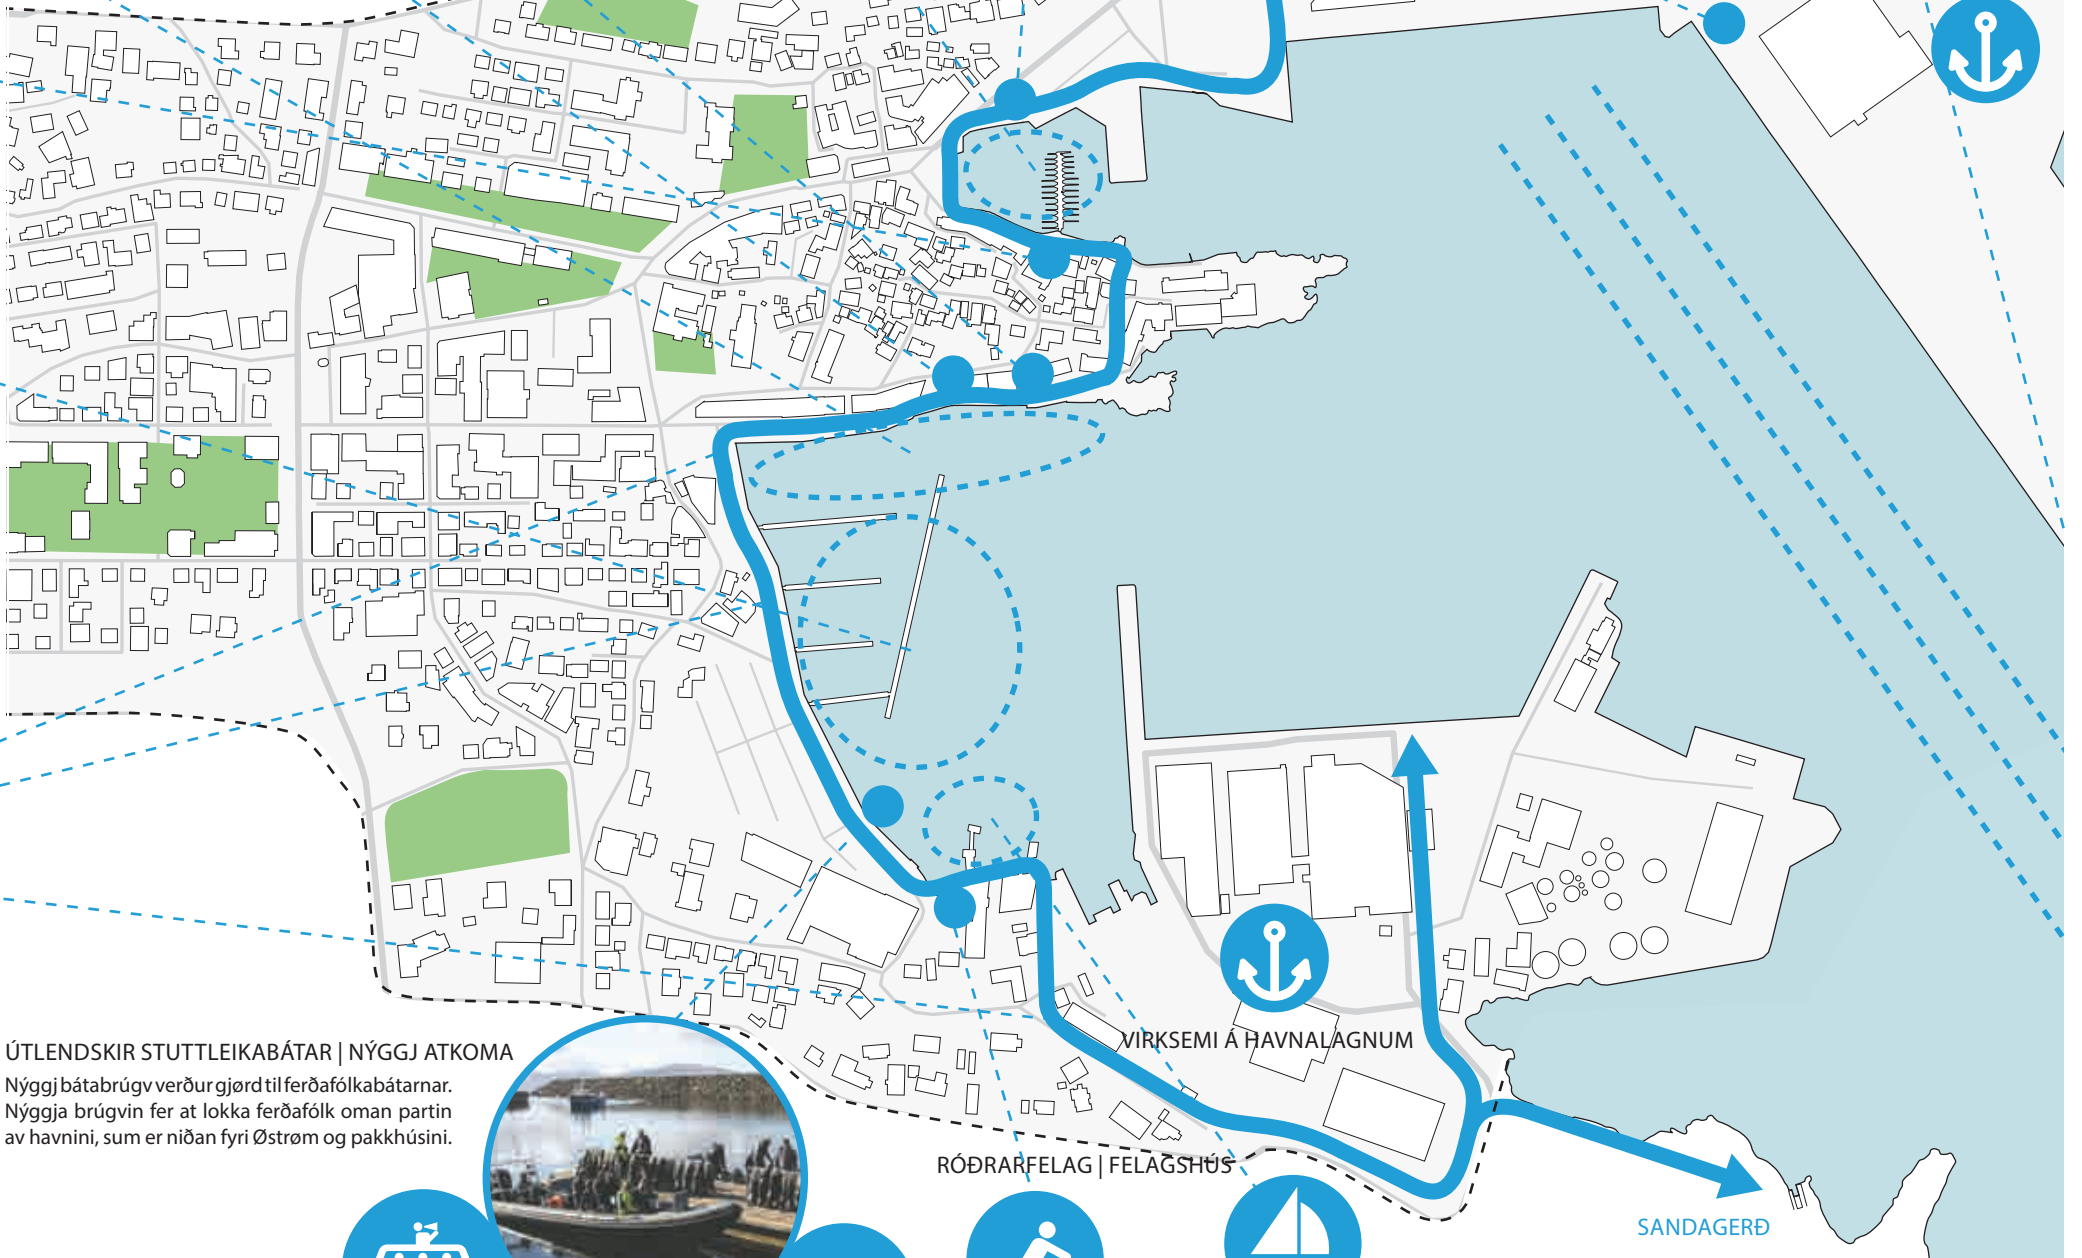 VIRKSEMI Á HAVNALAGNUM
ÚTLENDSKIR STUTTLEIKABÁTAR | NÝGGJ ATKOMA
Nýggj bátabrúgv verður gjørd til ferðafólkabátarnar.
Nýggja brúgvin fer at lokka ferðafólk oman partin
av havnini, sum er niðan fyri Østrøm og pakkhúsini.
RÓÐRARFELAG | FELAGSHÚS
SANDAGERÐ